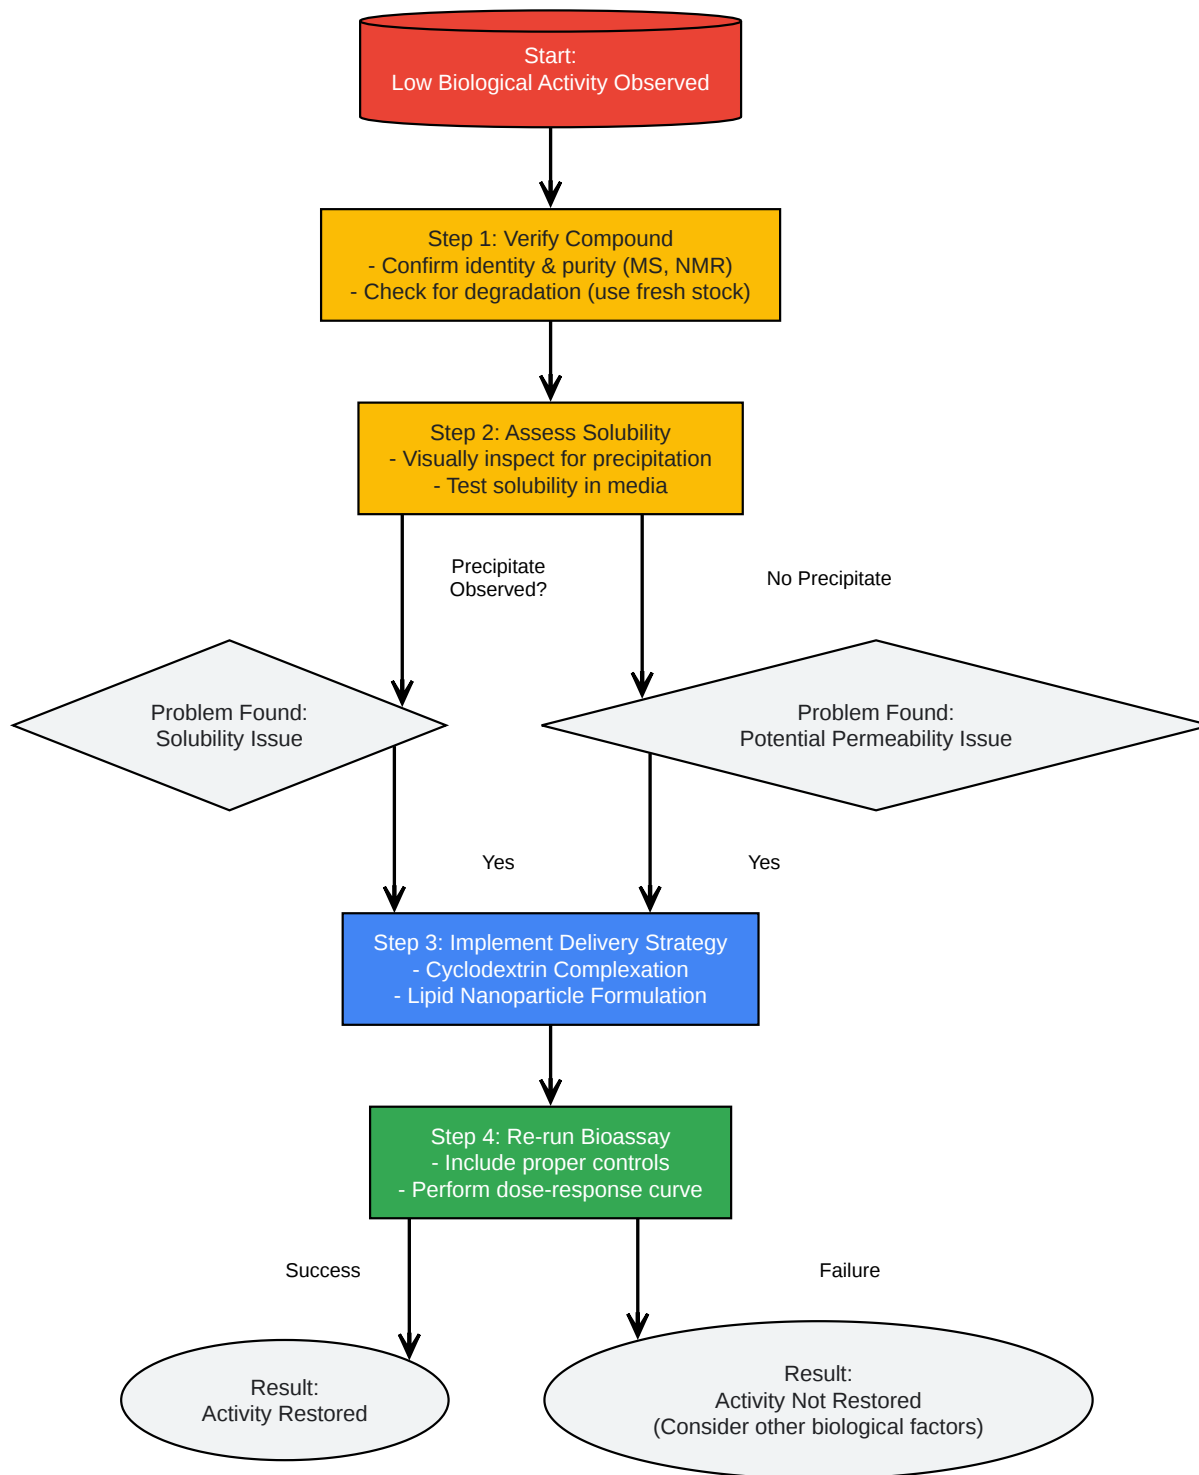 Start:
Low Biological Activity Observed
Step 1: Verify Compound
- Confirm identity & purity (MS, NMR)
- Check for degradation (use fresh stock)
Step 2: Assess Solubility
- Visually inspect for precipitation
- Test solubility in media
Precipitate
Observed?
No Precipitate
Problem Found:
Solubility Issue
Problem Found:
Potential Permeability Issue
Yes
Yes
Step 3: Implement Delivery Strategy
- Cyclodextrin Complexation
- Lipid Nanoparticle Formulation
Step 4: Re-run Bioassay
- Include proper controls
- Perform dose-response curve
Success
Failure
Result:
Activity Restored
Result:
Activity Not Restored
(Consider other biological factors)